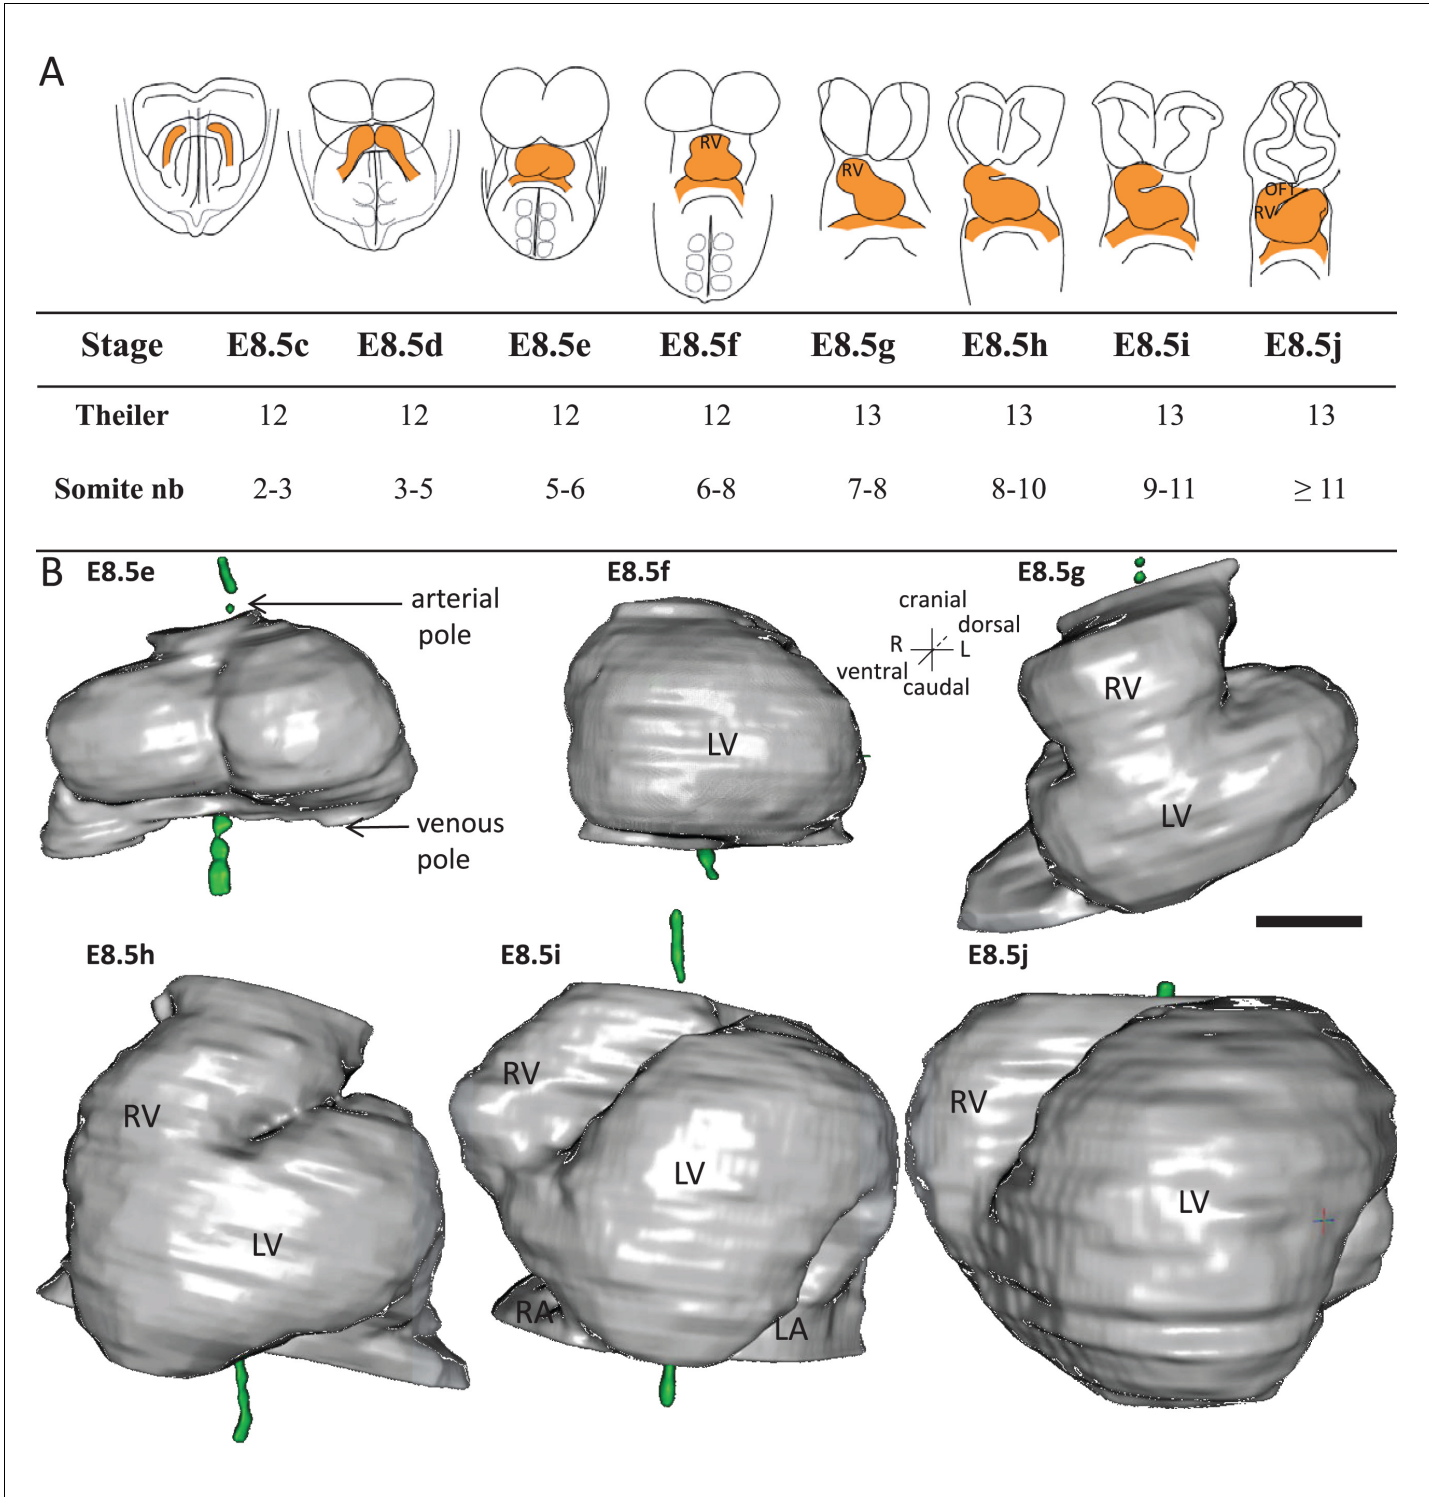 A
RV
RV
OFT
RV
Stage E8.5c E8.5d E8.5e E8.5f E8.5g E8.5h E8.5i E8.5j
Theiler 12 12 12 12 13 13 13 13
Somite nb 2-3 3-5 5-6 6-8 7-8 8-10 9-11 ≥ 11
B
E8.5e
arterial
pole
venous
pole
E8.5f
LV
cranial
dorsal
R L
ventral
caudal
E8.5g
RV
LV
E8.5h
RV
LV
E8.5i
RV
LV
RA
LA
E8.5j
RV
LV